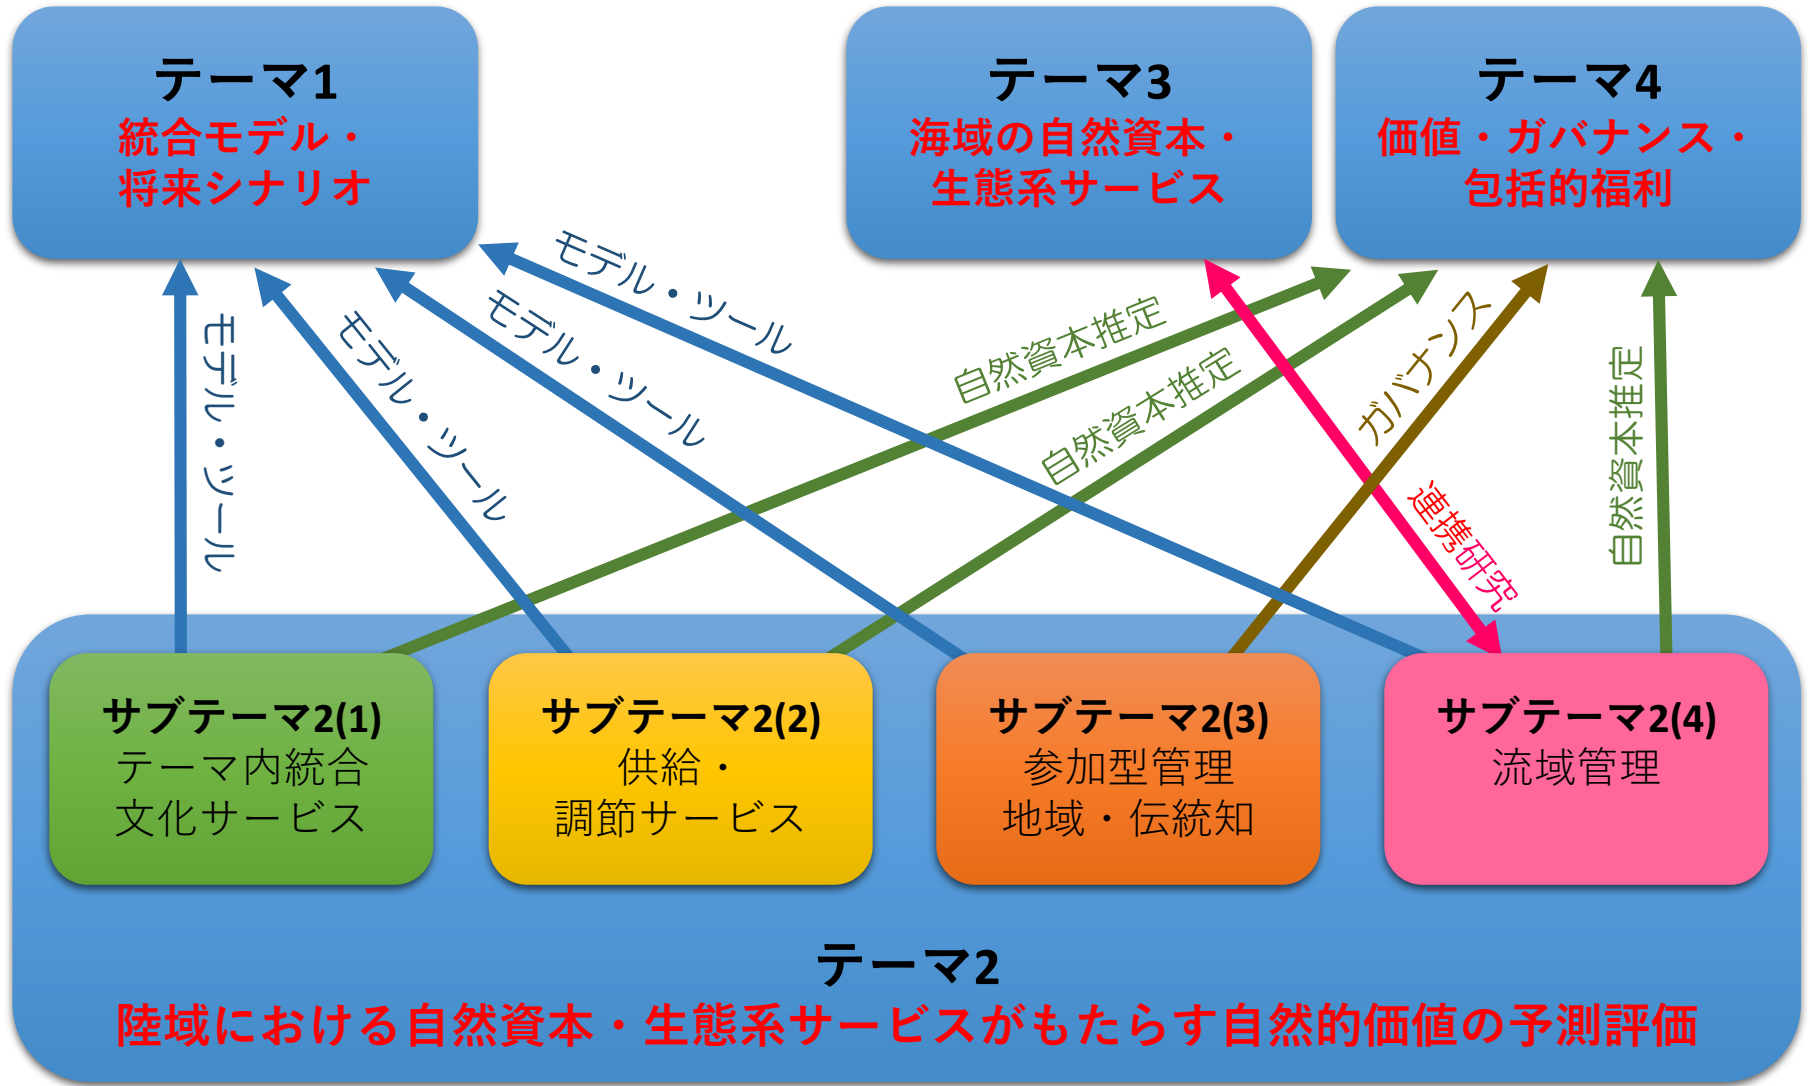 テーマ1
統合モデル・
将来シナリオ
テーマ3
海域の自然資本・
生態系サービス
テーマ4
価値・ガバナンス・
包括的福利
モデル・ツール
モデル・ツール
モデル・ツール
モデル・ツール
自然資本推定
自然資本推定
ガバナンス
連携研究
自然資本推定
サブテーマ2(1)
テーマ内統合
文化サービス
サブテーマ2(2)
供給・
調節サービス
サブテーマ2(3)
参加型管理
地域・伝統知
サブテーマ2(4)
流域管理
テーマ2
陸域における自然資本・生態系サービスがもたらす自然的価値の予測評価